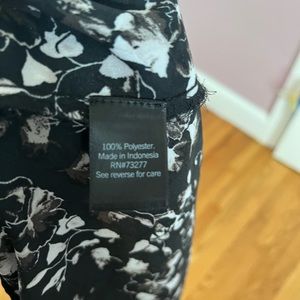 100% Polyester.
Made in Indonesia
RN#73277
See reverse for care